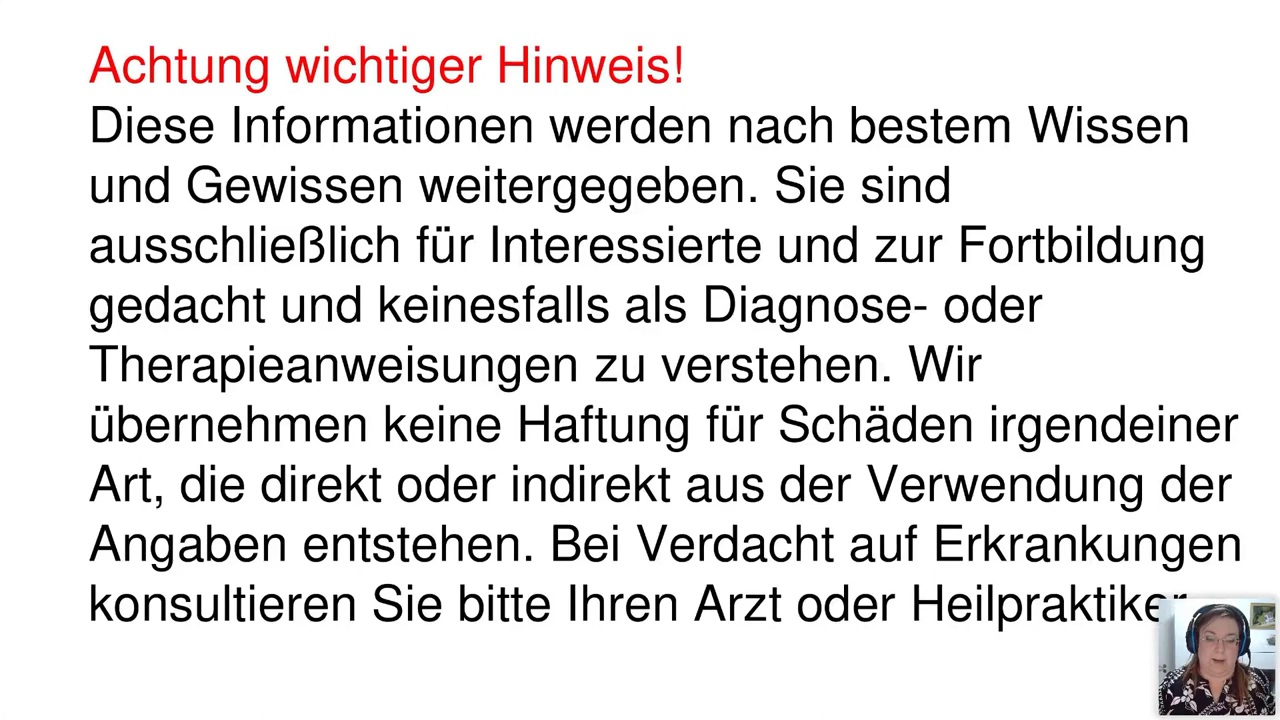 Achtung wichtiger Hinweis!
Diese Informationen werden nach bestem Wissen
und Gewissen weitergegeben. Sie sind
ausschließlich für Interessierte und zur Fortbildung
gedacht und keinesfalls als Diagnose- oder
Therapieanweisungen zu verstehen. Wir
übernehmen keine Haftung für Schäden irgendeiner
Art, die direkt oder indirekt aus der Verwendung der
Angaben entstehen. Bei Verdacht auf Erkrankungen
konsultieren Sie bitte Ihren Arzt oder Heilpraktiker